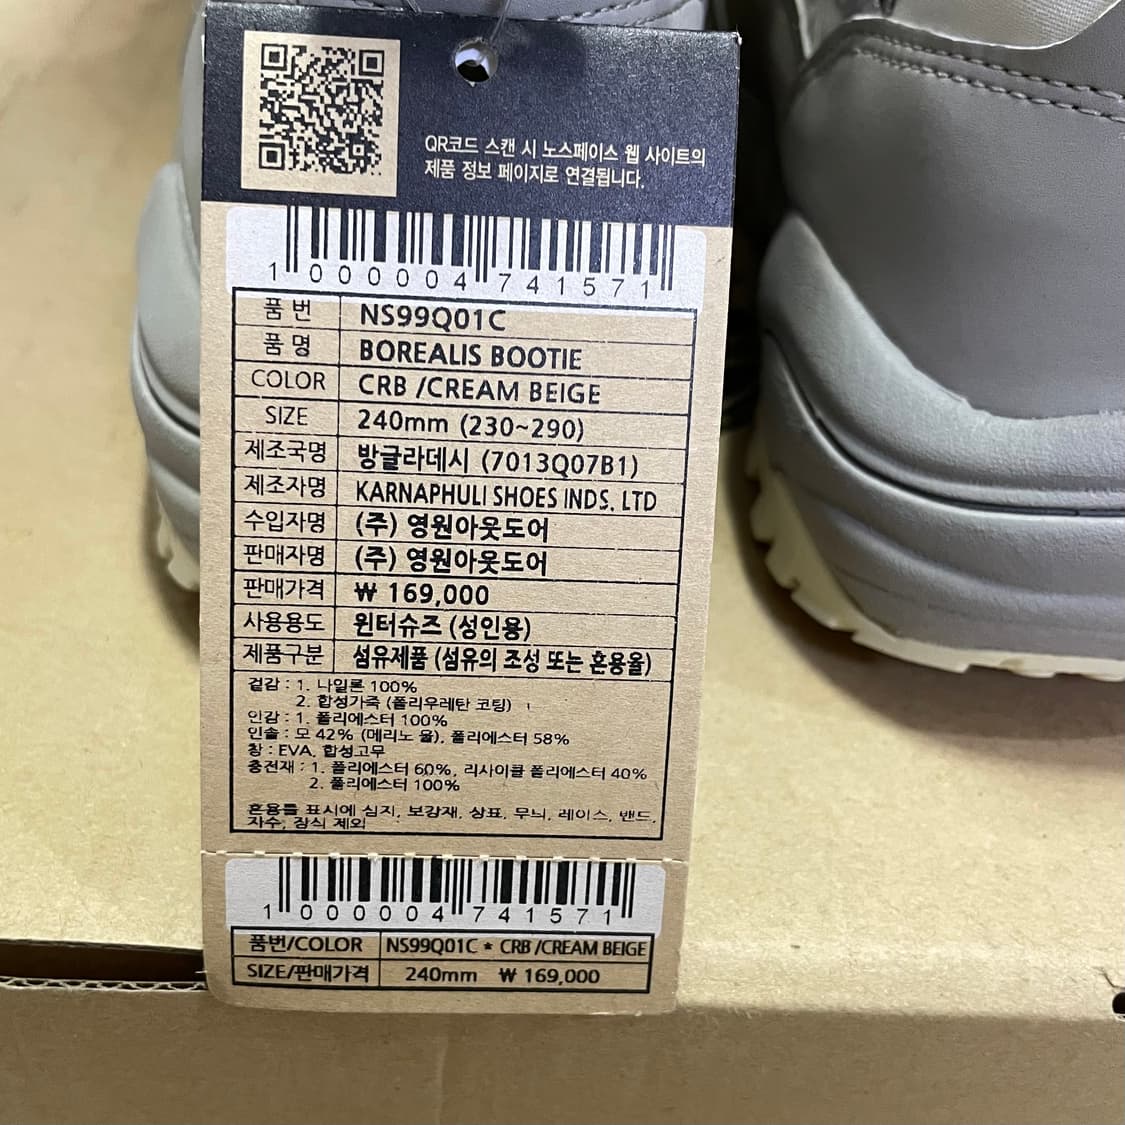 QR코드 스캔 시 노스페이스 웹 사이트의
제품 정보 페이지로 연결됩니다.
1 000004 741571
품 번 NS99Q01C
품 명 BOREALIS BOOTIE
COLOR CRB /CREAM BEIGE
SIZE 240mm (230~290)
제조국명 방글라데시 (7013Q07B1)
제조자명 KARNAPHULI SHOES INDS. LTD
수입자명 (주) 영원아웃도어
판매자명 (주) 영원아웃도어
판매가격 ₩ 169,000
사용용도 윈터슈즈 (성인용)
제품구분 섬유제품 (섬유의 조성 또는 혼용율)
겉감 : 1. 나일론 100%
2. 합성가죽 (폴리우레탄 코팅)
안감 : 1. 폴리에스터 100%
인솔 : 모 42% (메리노 울), 폴리에스터 58%
창 : EVA, 합성고무
충전재 : 1. 폴리에스터 60%, 리사이클 폴리에스터 40%
2. 폴리에스터 100%
혼용률 표시에 심지, 보강재, 상표, 무늬, 레이스, 밴드,
자수, 장식 제외
1 000004 741571
품번/COLOR NS99Q01C * CRB /CREAM BEIGE
SIZE/판매가격 240mm ₩ 169,000